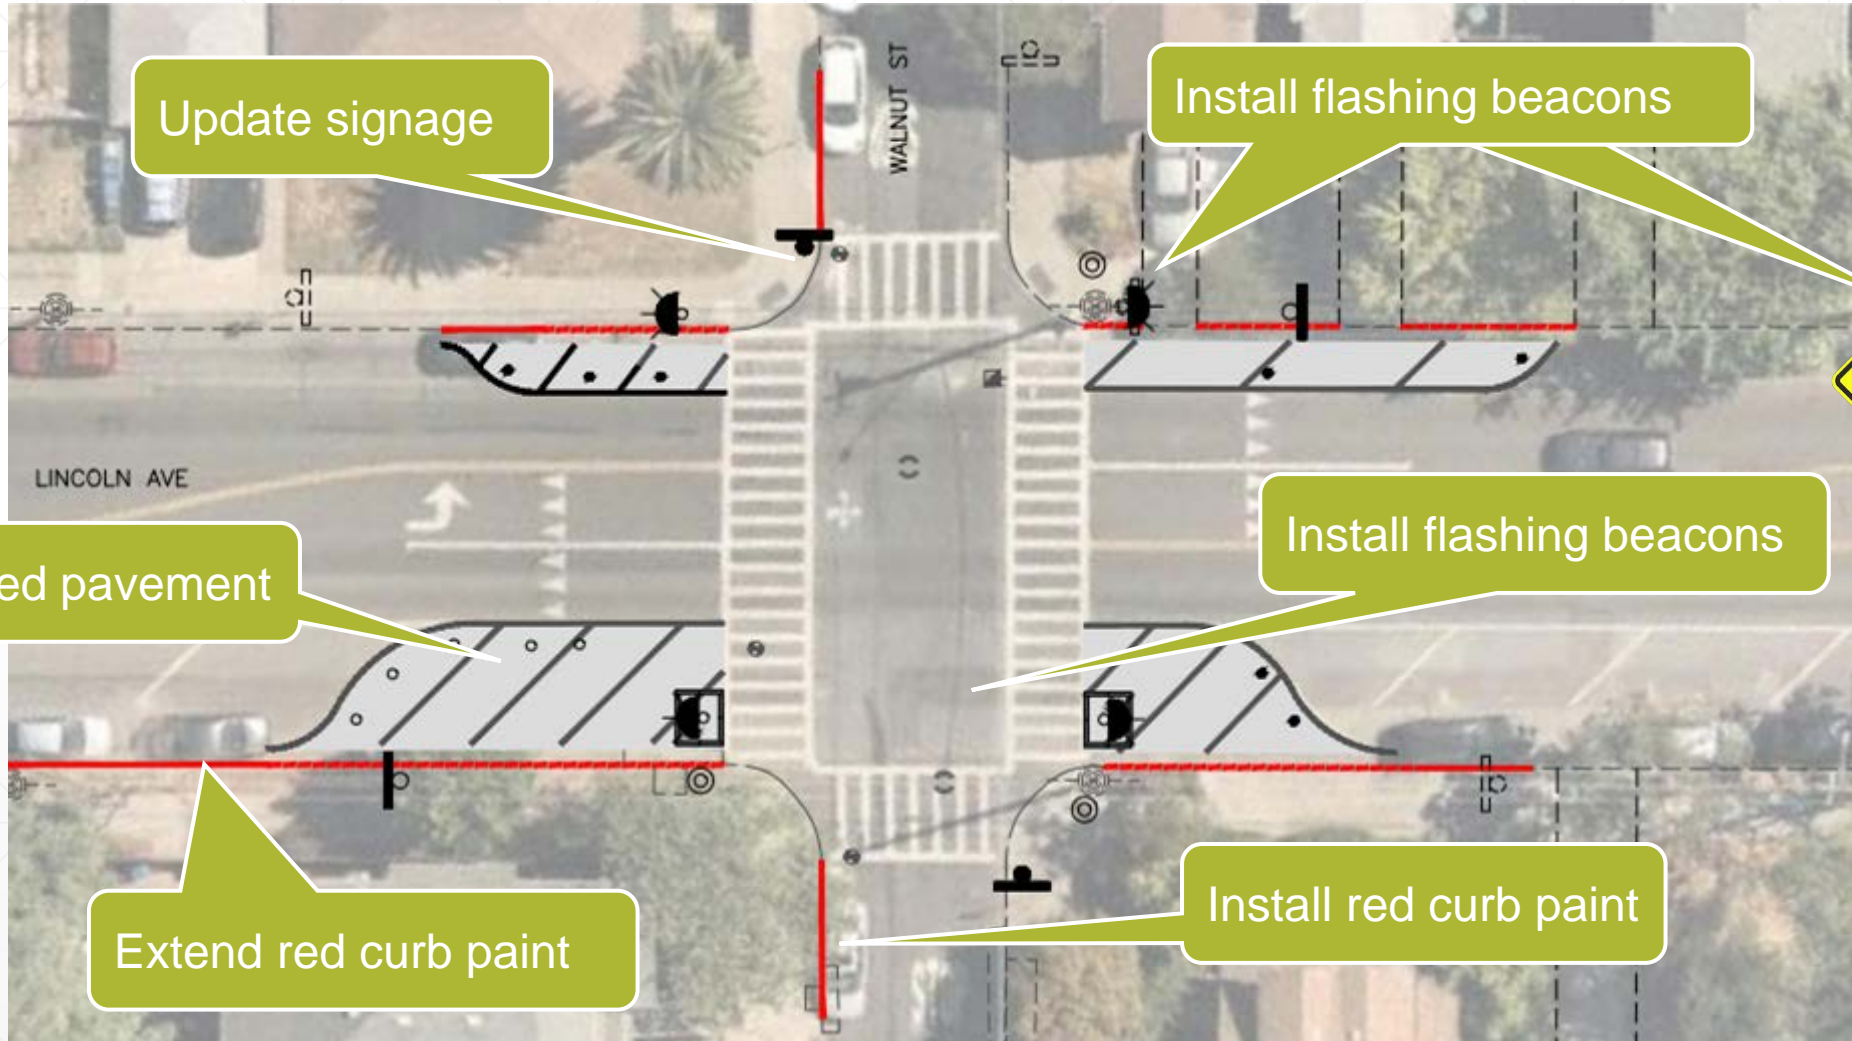 Update signage
WALNUT ST
Install flashing beacons
LINCOLN AVE
Install flashing beacons
ed pavement
Extend red curb paint
Install red curb paint